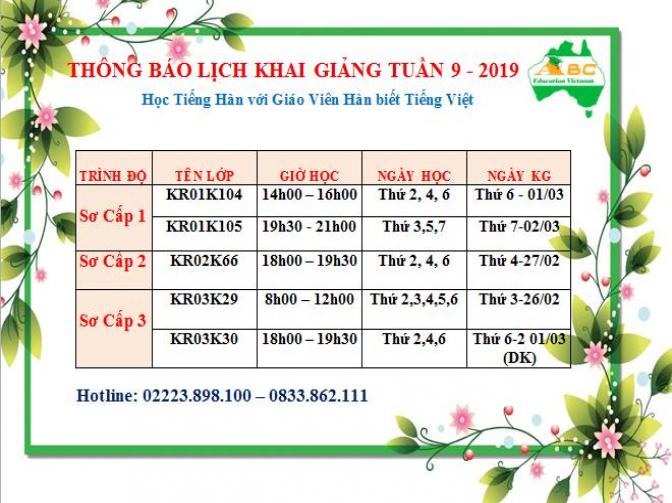 THÔNG BÁO LỊCH KHAI GIẢNG TUẦN 9 - 2019
ABC
Education Vietnam
Học Tiếng Hàn với Giáo Viên Hàn biết Tiếng Việt
TRÌNH ĐỘ TÊN LỚP GIỜ HỌC NGÀY HỌC NGÀY KG
Sơ Cấp 1 KR01K104 14h00 – 16h00 Thứ 2, 4, 6 Thứ 6 - 01/03
KR01K105 19h30 - 21h00 Thứ 3,5,7 Thứ 7-02/03
Sơ Cấp 2 KR02K66 18h00 – 19h30 Thứ 2, 4, 6 Thứ 4-27/02
Sơ Cấp 3 KR03K29 8h00 – 12h00 Thứ 2,3,4,5,6 Thứ 3-26/02
KR03K30 18h00 – 19h30 Thứ 2,4,6 Thứ 6-2 01/03
(DK)
Hotline: 02223.898.100 – 0833.862.111